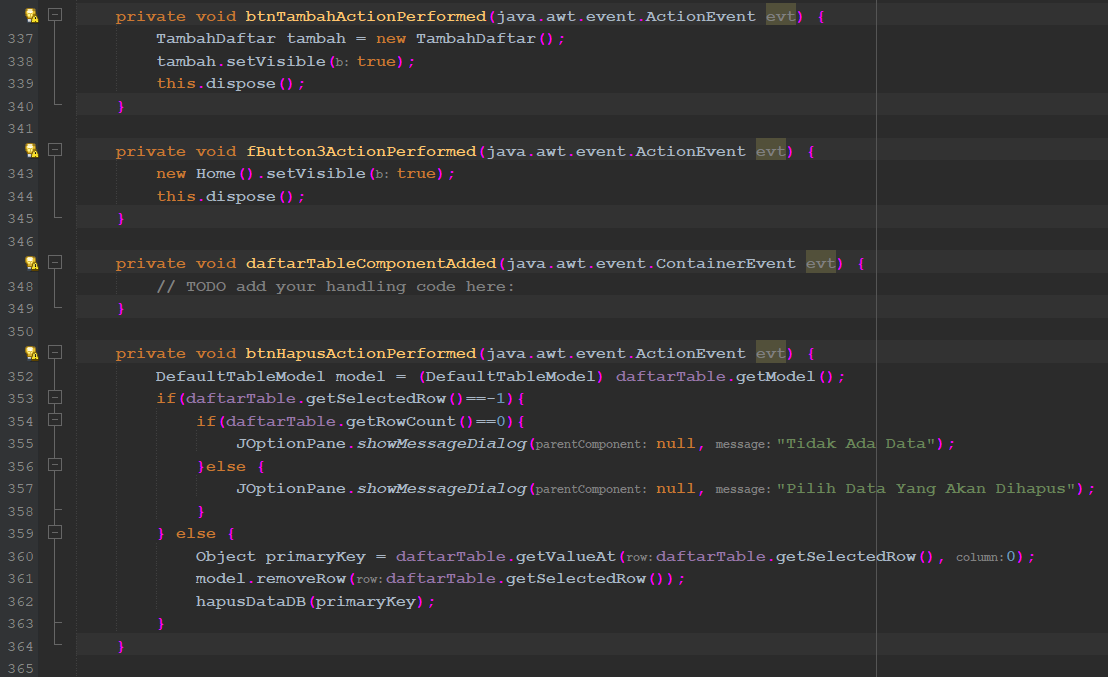 private void btnTambahActionPerformed(java.awt.event.ActionEvent evt) {
337 TambahDaftar tambah = new TambahDaftar();
338 tambah.setVisible(b: true);
339 this.dispose();
340 }
341
private void fButton3ActionPerformed(java.awt.event.ActionEvent evt) {
343 new Home().setVisible(b: true);
344 this.dispose();
345 }
346
private void daftarTableComponentAdded(java.awt.event.ContainerEvent evt) {
348 // TODO add your handling code here:
349 }
350
private void btnHapusActionPerformed(java.awt.event.ActionEvent evt) {
352 DefaultTableModel model = (DefaultTableModel) daftarTable.getModel();
353 if(daftarTable.getSelectedRow()==-1){
354 if(daftarTable.getRowCount()==0){
355 JOptionPane.showMessageDialog(parentComponent: null, message: "Tidak Ada Data");
356 }else {
357 JOptionPane.showMessageDialog(parentComponent: null, message: "Pilih Data Yang Akan Dihapus");
358 }
359 } else {
360 Object primaryKey = daftarTable.getValueAt(row: daftarTable.getSelectedRow(), column: 0);
361 model.removeRow(row: daftarTable.getSelectedRow());
362 hapusDataDB(primaryKey);
363 }
364 }
365